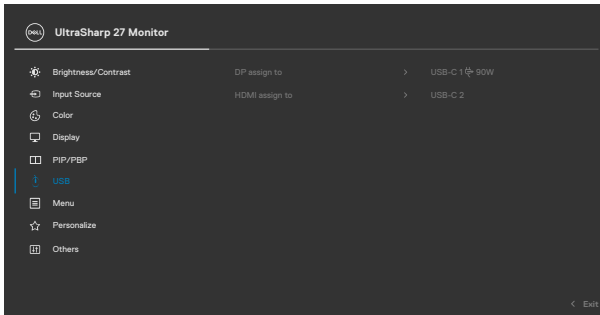 DELL UltraSharp 27 Monitor
Brightness/Contrast DP assign to > USB-C 1 90W
Input Source HDMI assign to > USB-C 2
Color
Display
PIP/PBP
USB
Menu
Personalize
Others
< Exit